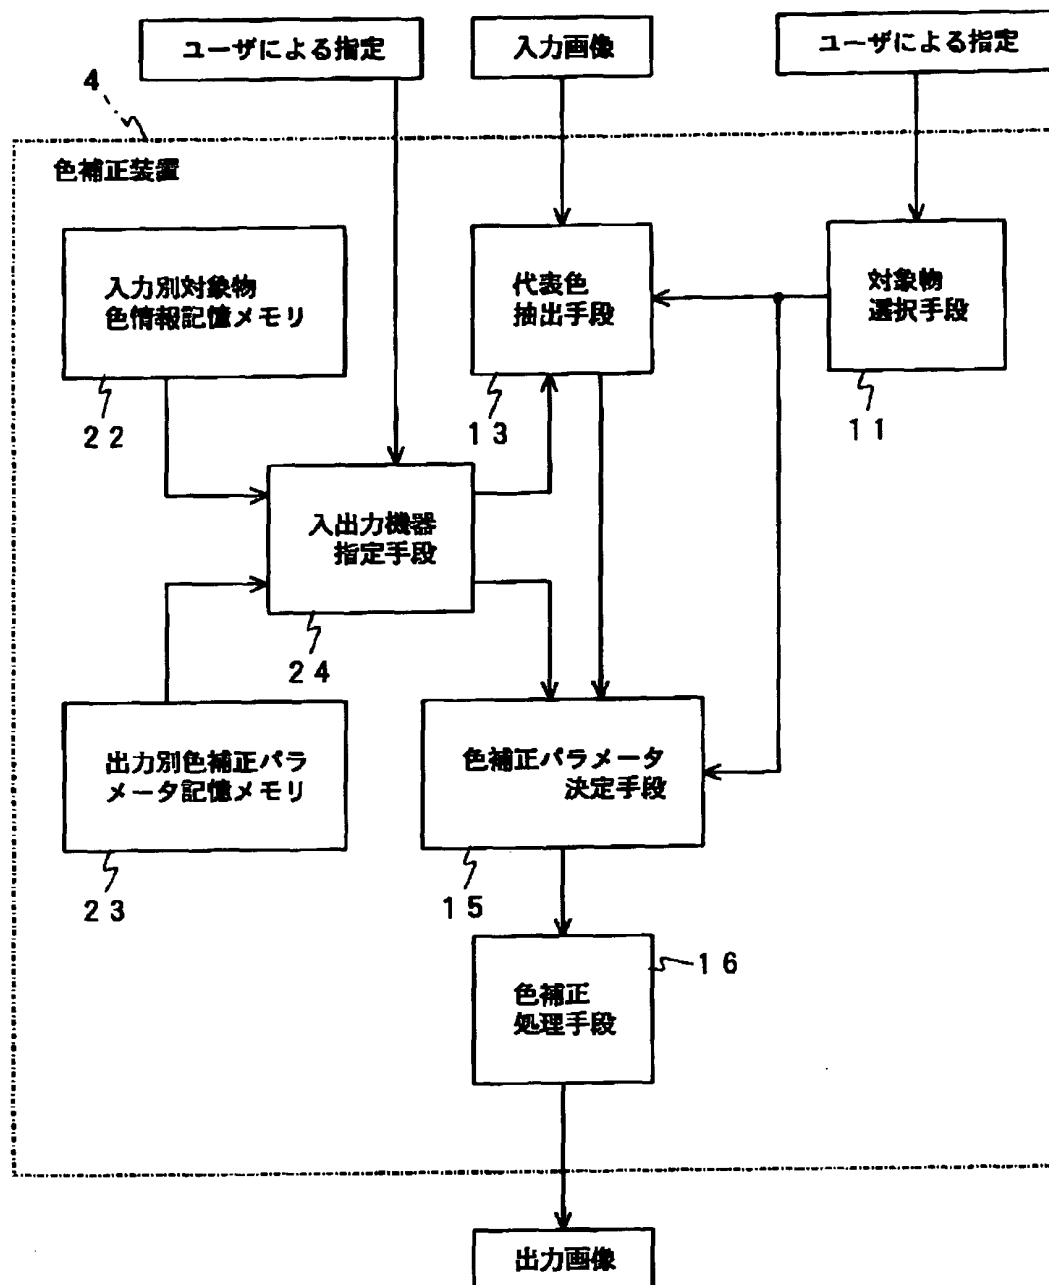 ユーザによる指定
入力画像
ユーザによる指定
4
色補正装置
入力別対象物
色情報記憶メモリ
22
代表色
抽出手段
13
対象物
選択手段
11
入出力機器
指定手段
24
出力別色補正パラ
メータ記憶メモリ
23
色補正パラメータ
決定手段
15
色補正
処理手段
16
出力画像